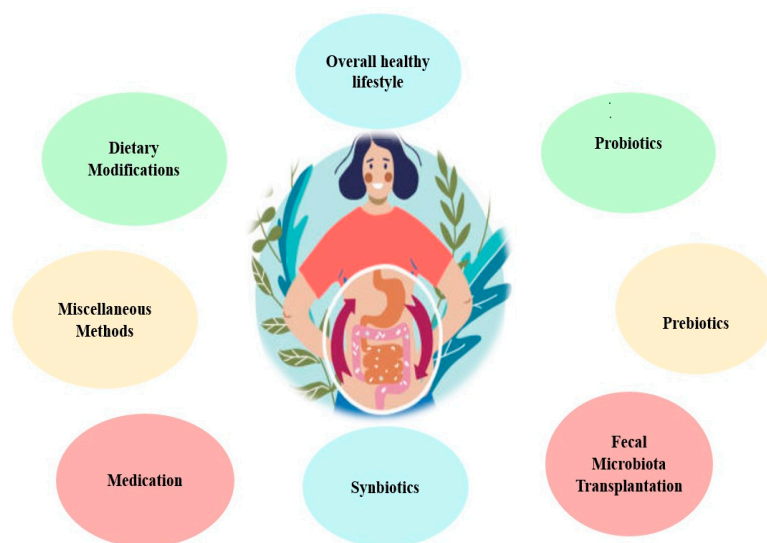 Overall healthy
lifestyle
Dietary
Modifications
Probiotics
Miscellaneous
Methods
Prebiotics
Medication
Synbiotics
Fecal
Microbiota
Transplantation